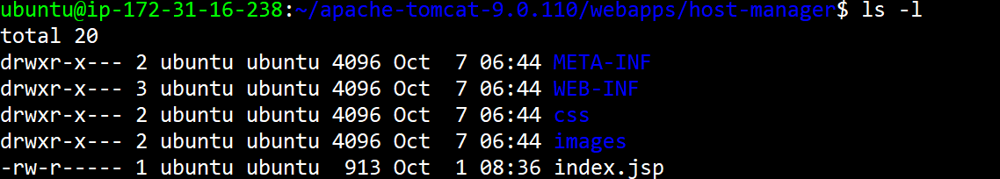 ubuntu@ip-172-31-16-238:~/apache-tomcat-9.0.110/webapps/host-manager$ ls -l
total 20
drwxr-x--- 2 ubuntu ubuntu 4096 Oct  7 06:44 META-INF
drwxr-x--- 3 ubuntu ubuntu 4096 Oct  7 06:44 WEB-INF
drwxr-x--- 2 ubuntu ubuntu 4096 Oct  7 06:44 css
drwxr-x--- 2 ubuntu ubuntu 4096 Oct  7 06:44 images
-rw-r----- 1 ubuntu ubuntu  913 Oct  1 08:36 index.jsp